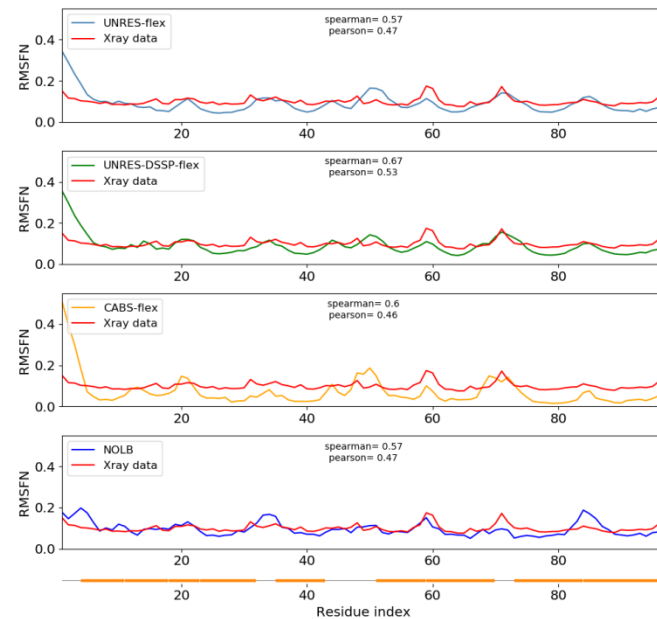 UNRES-flex
Xray data
spearman= 0.57
pearson= 0.47
RMSFN
0.4
0.2
0.0
20 40 60 80
UNRES-DSSP-flex
Xray data
spearman= 0.67
pearson= 0.53
RMSFN
0.4
0.2
0.0
20 40 60 80
CABS-flex
Xray data
spearman= 0.6
pearson= 0.46
RMSFN
0.4
0.2
0.0
20 40 60 80
NOLB
Xray data
spearman= 0.57
pearson= 0.47
RMSFN
0.4
0.2
0.0
20 40 60 80
Residue index